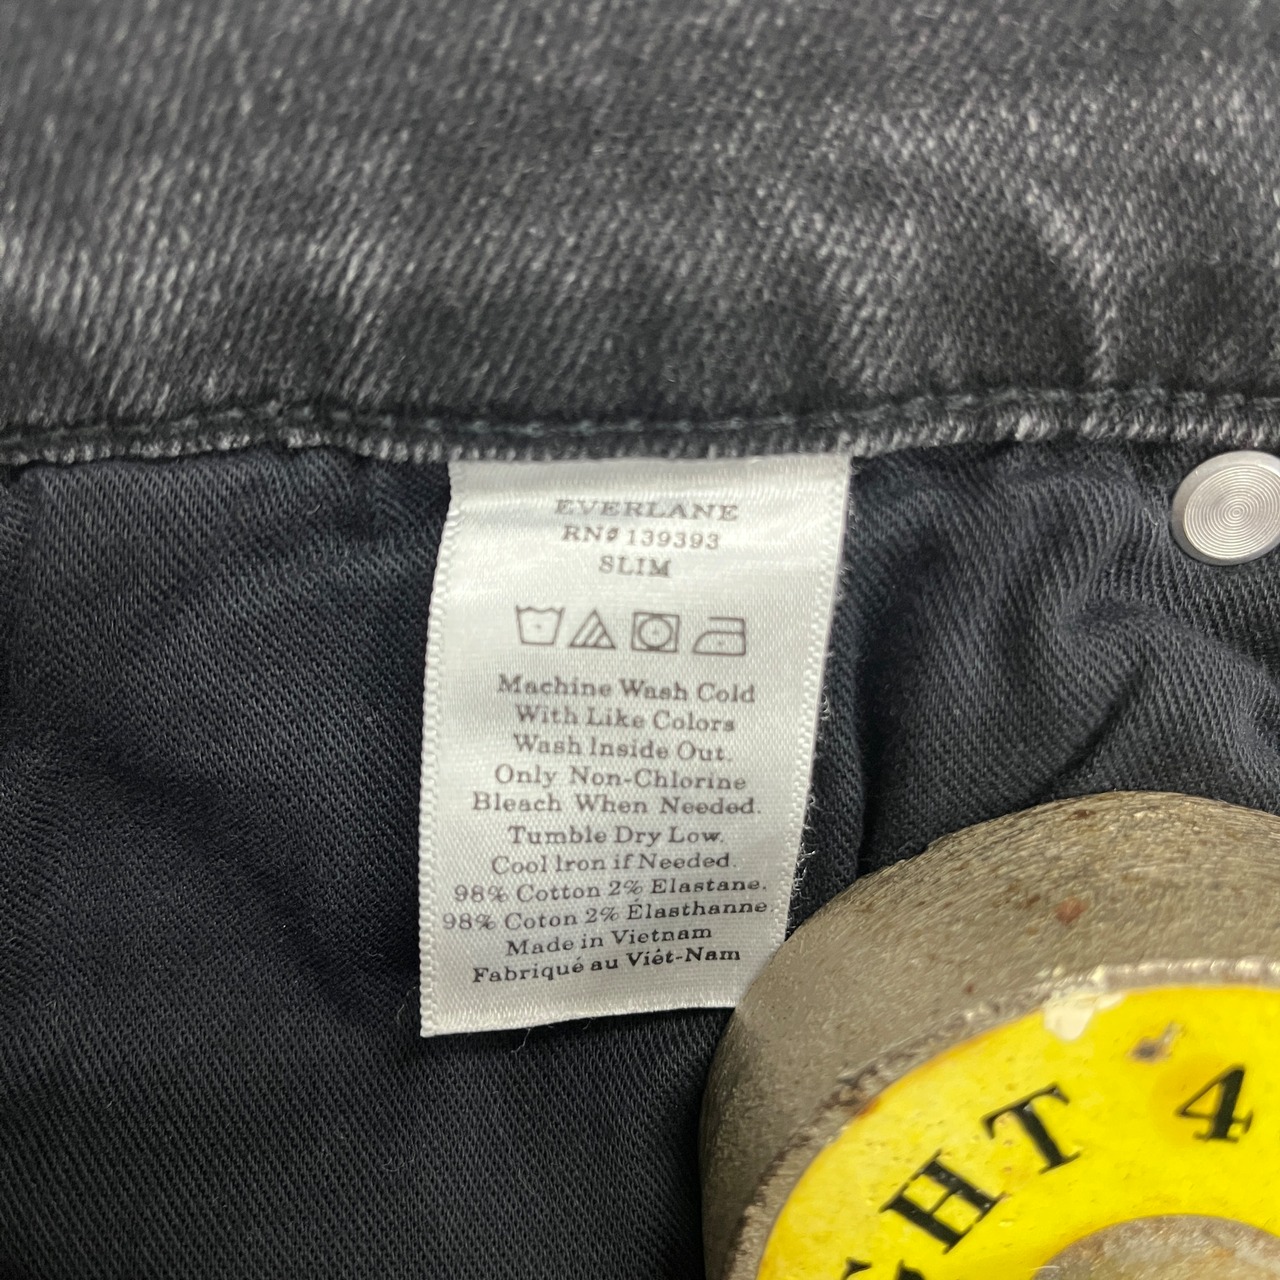 EVERLANE
RN# 139393
SLIM
Machine Wash Cold
With Like Colors
Wash Inside Out.
Only Non-Chlorine
Bleach When Needed.
Tumble Dry Low.
Cool Iron if Needed.
98% Cotton 2% Elastane.
98% Coton 2% Élasthanne
Made in Vietnam
Fabriqué au Viêt-Nam
HT 4